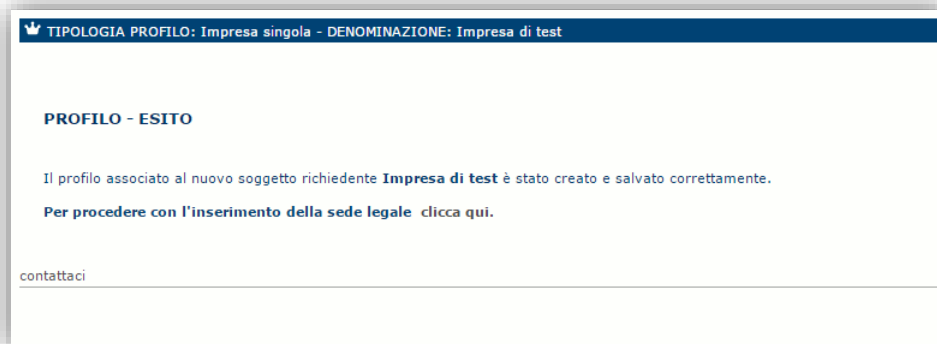 TIPOLOGIA PROFILO: Impresa singola - DENOMINAZIONE: Impresa di test
PROFILO - ESITO
Il profilo associato al nuovo soggetto richiedente Impresa di test è stato creato e salvato correttamente.
Per procedere con l'inserimento della sede legale clicca qui.
contattaci